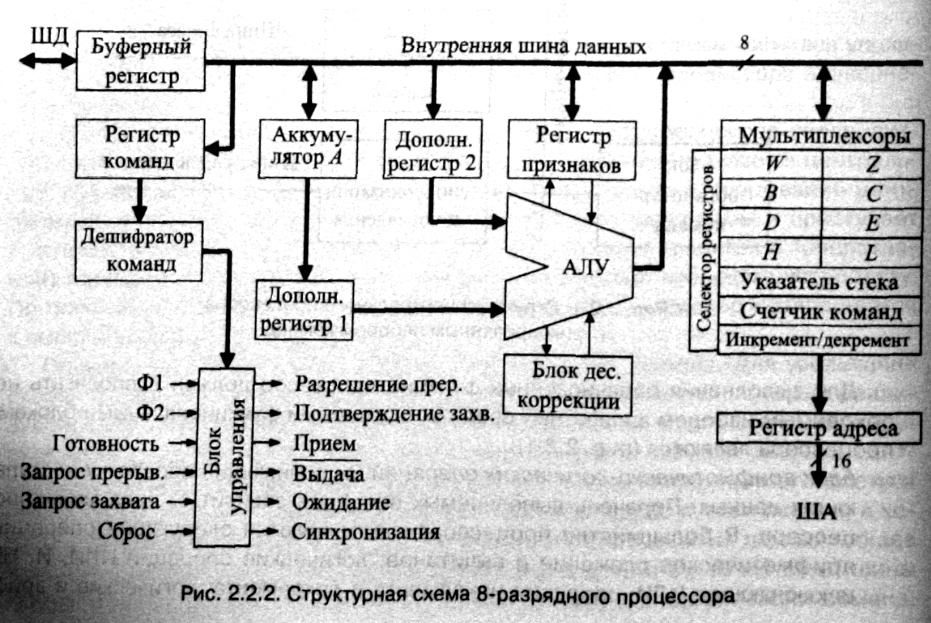 ШД
Буферный
регистр
Внутренняя шина данных
8
Регистр
команд
Аккуму-
лятор A
Дополн.
регистр 2
Регистр
признаков
Мультиплексоры
Селектор регистров
W Z
B C
D E
H L
Указатель стека
Счетчик команд
Инкремент/декремент
Дешифратор
команд
АЛУ
Дополн.
регистр 1
Блок дес.
коррекции
Регистр адреса
16
ША
Блок
управления
Ф1
Ф2
Готовность
Запрос прерыв.
Запрос захвата
Сброс
Разрешение прер.
Подтверждение захв.
Прием
Выдача
Ожидание
Синхронизация
Рис. 2.2.2. Структурная схема 8-разрядного процессора